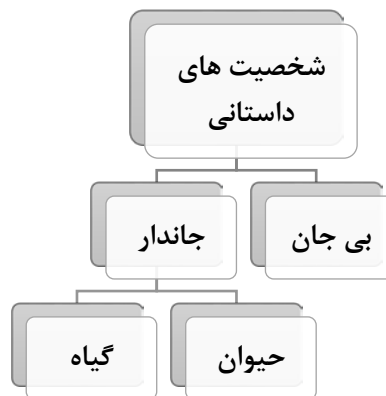 شخصیت های
داستانی
بی جان
جاندار
حیوان
گیاه